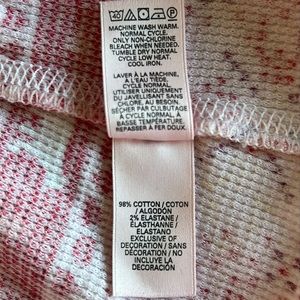 MACHINE WASH WARM.
NORMAL CYCLE.
ONLY NON-CHLORINE
BLEACH WHEN NEEDED.
TUMBLE DRY NORMAL
CYCLE LOW HEAT.
COOL IRON.
LAVER À LA MACHINE,
À L'EAU TIÈDE.
CYCLE NORMAL.
UTILISER UNIQUEMENT
DU JAVELLISANT SANS
CHLORE AU BESOIN.
SÉCHER PAR CULBUTAGE
À CYCLE NORMAL, À
BASSE TEMPÉRATURE.
REPASSER À FER DOUX.
98% COTTON / COTON /
ALGODÓN
2% ELASTANE /
ÉLASTHANNE /
ELASTANO
EXCLUSIVE OF
DECORATION / SANS
DÉCORATION / NO
INCLUYE LA
DECORACIÓN